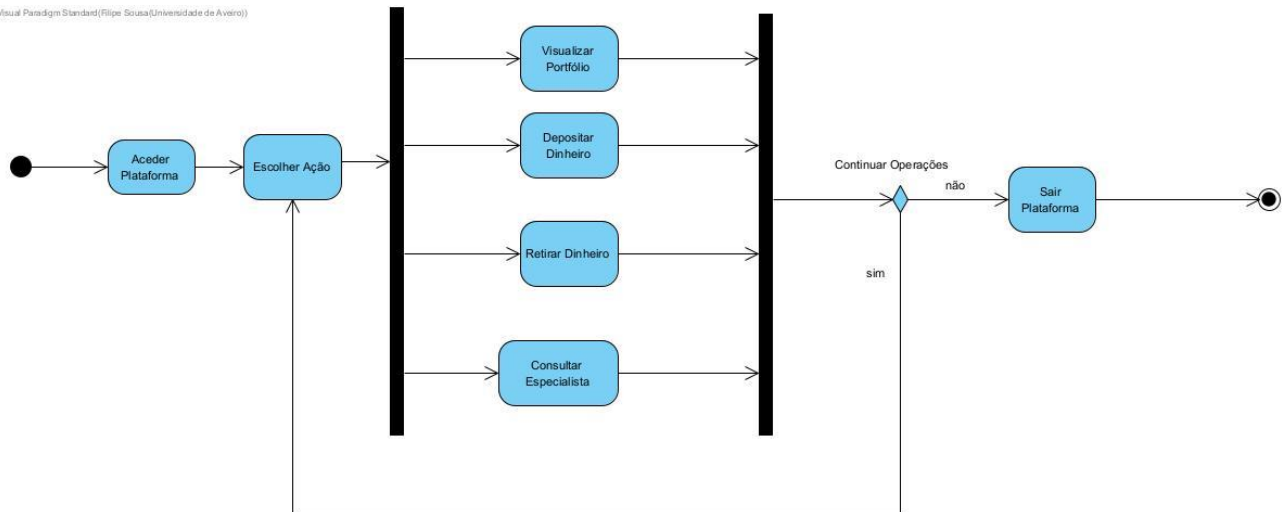 Visual Paradigm Standard(Filipe Sousa(Universidade de Aveiro))
Visualizar
Portfólio
Depositar
Dinheiro
Aceder
Plataforma
Escolher Ação
Continuar Operações
não
Sair
Plataforma
Retirar Dinheiro
sim
Consultar
Especialista